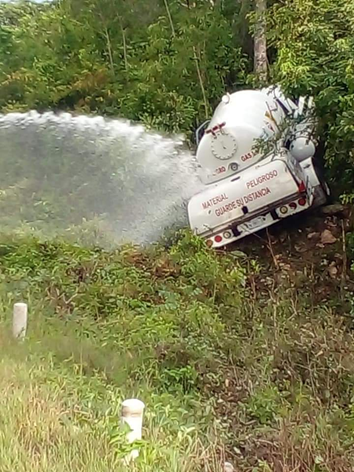 GAS
MATERIAL PELIGROSO
GUARDE SU DISTANCIA